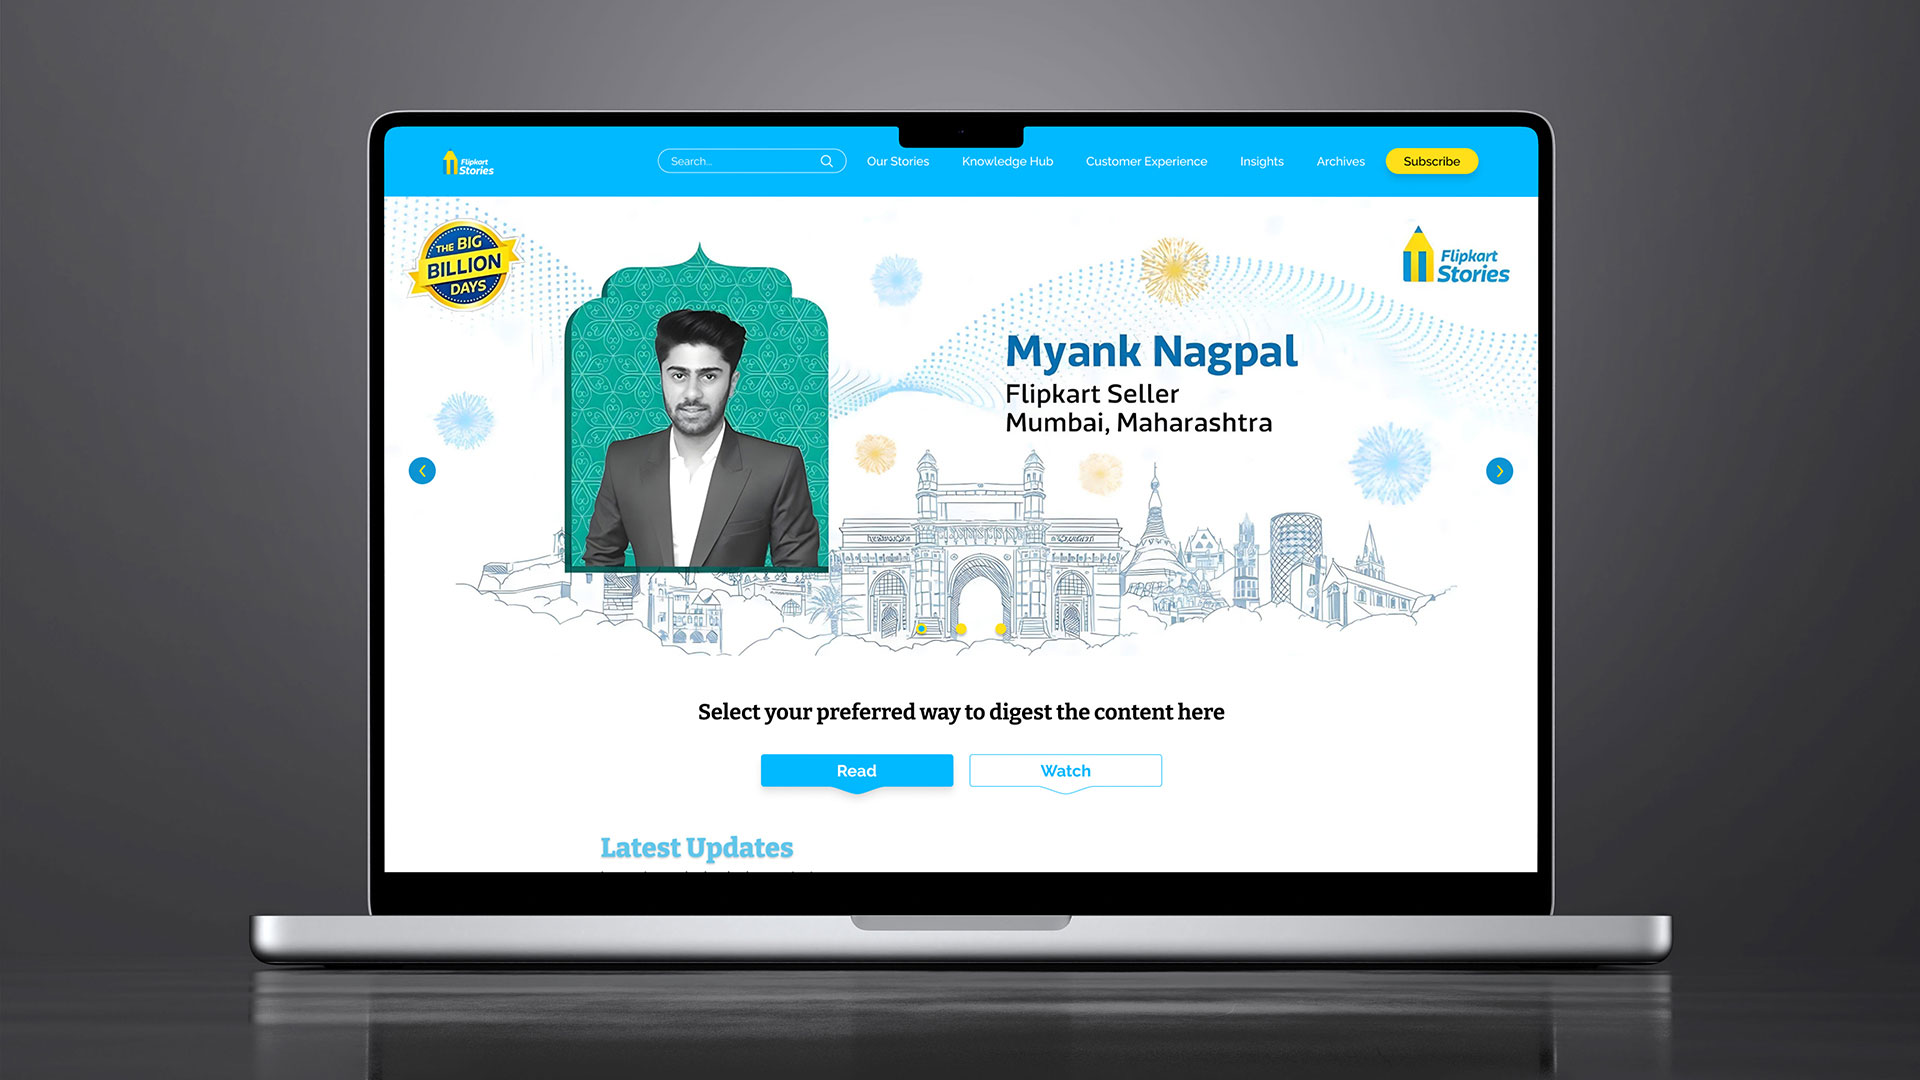 Flipkart
Stories
Search...
Our Stories
Knowledge Hub
Customer Experience
Insights
Archives
Subscribe
THE BIG
BILLION
DAYS
Flipkart
Stories
Myank Nagpal
Flipkart Seller
Mumbai, Maharashtra
Select your preferred way to digest the content here
Read
Watch
Latest Updates